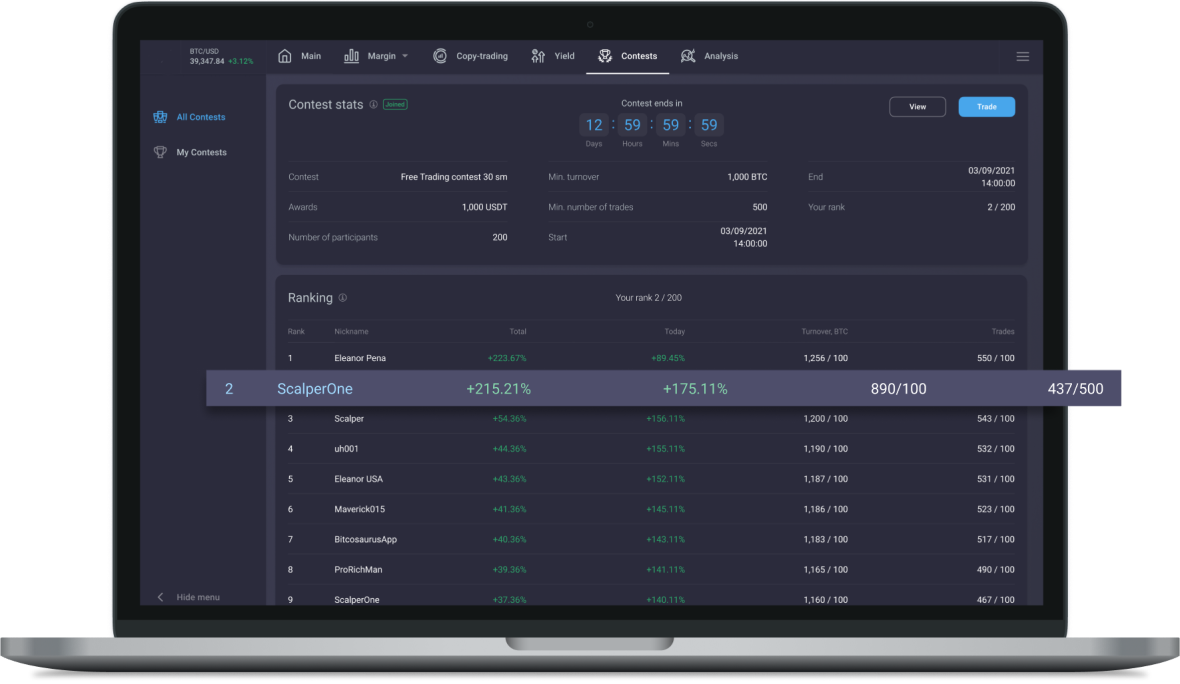 BTC/USD
39,347.84 +3.12%
Main
Margin
Copy-trading
Yield
Contests
Analysis
All Contests
My Contests
Contest stats
Joined
Contest ends in
12 : 59 : 59 : 59
Days Hours Mins Secs
View
Trade
Contest Free Trading contest 30 sm
Min. turnover 1,000 BTC
End 03/09/2021
14:00:00
Awards 1,000 USDT
Min. number of trades 500
Your rank 2 / 200
Number of participants 200
Start 03/09/2021
14:00:00
Ranking
Your rank 2 / 200
Rank Nickname Total Today Turnover, BTC Trades
1 Eleanor Pena +223.67% +89.45% 1,256 / 100 550 / 100
2 ScalperOne +215.21% +175.11% 890/100 437/500
3 Scalper +54.36% +156.11% 1,200 / 100 543 / 100
4 uh001 +44.36% +155.11% 1,190 / 100 532 / 100
5 Eleanor USA +43.36% +152.11% 1,187 / 100 531 / 100
6 Maverick015 +41.36% +145.11% 1,186 / 100 523 / 100
7 BitcosaurusApp +40.36% +143.11% 1,183 / 100 517 / 100
8 ProRichMan +39.36% +141.11% 1,165 / 100 490 / 100
9 ScalperOne +37.36% +140.11% 1,160 / 100 467 / 100
Hide menu